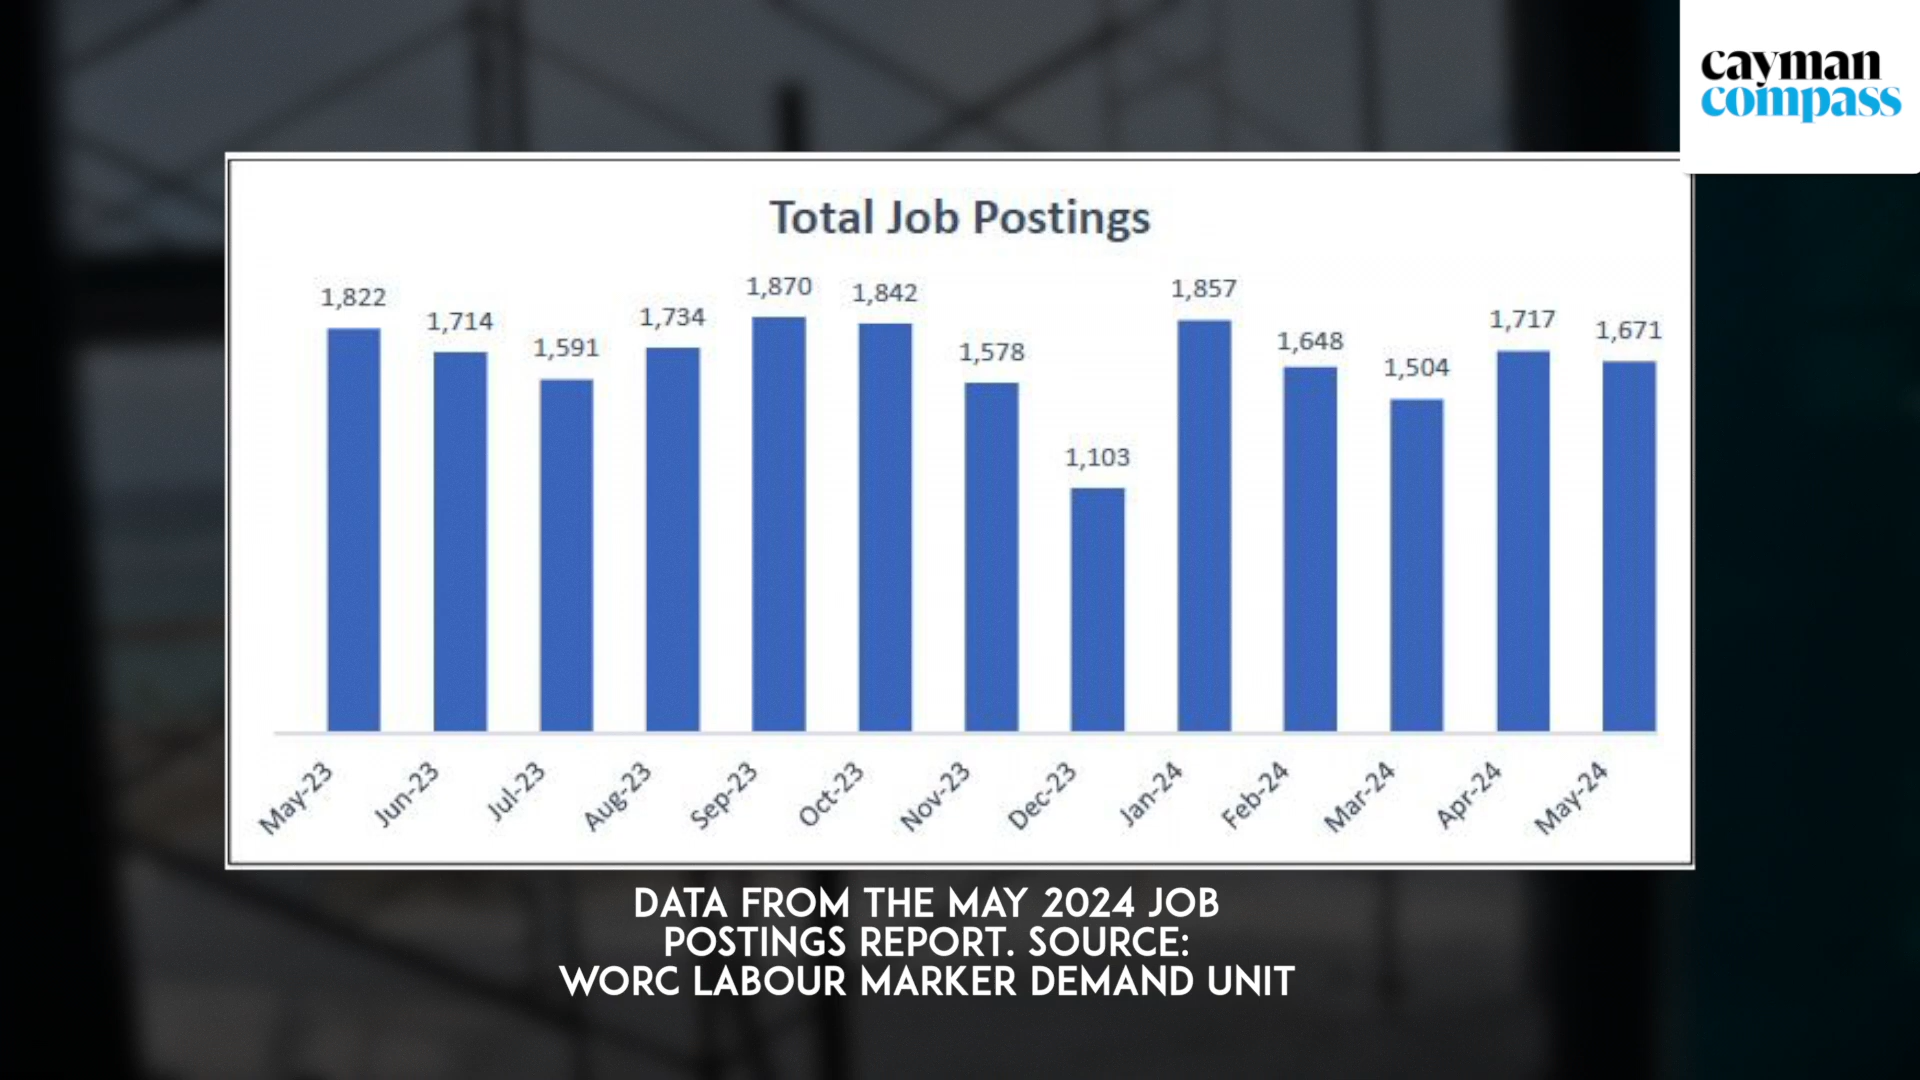 cayman
compass
Total Job Postings
1,822
1,714
1,591
1,734
1,870
1,842
1,578
1,103
1,857
1,648
1,504
1,717
1,671
May-23
Jun-23
Jul-23
Aug-23
Sep-23
Oct-23
Nov-23
Dec-23
Jan-24
Feb-24
Mar-24
Apr-24
May-24
DATA FROM THE MAY 2024 JOB
POSTINGS REPORT. SOURCE:
WORC LABOUR MARKER DEMAND UNIT